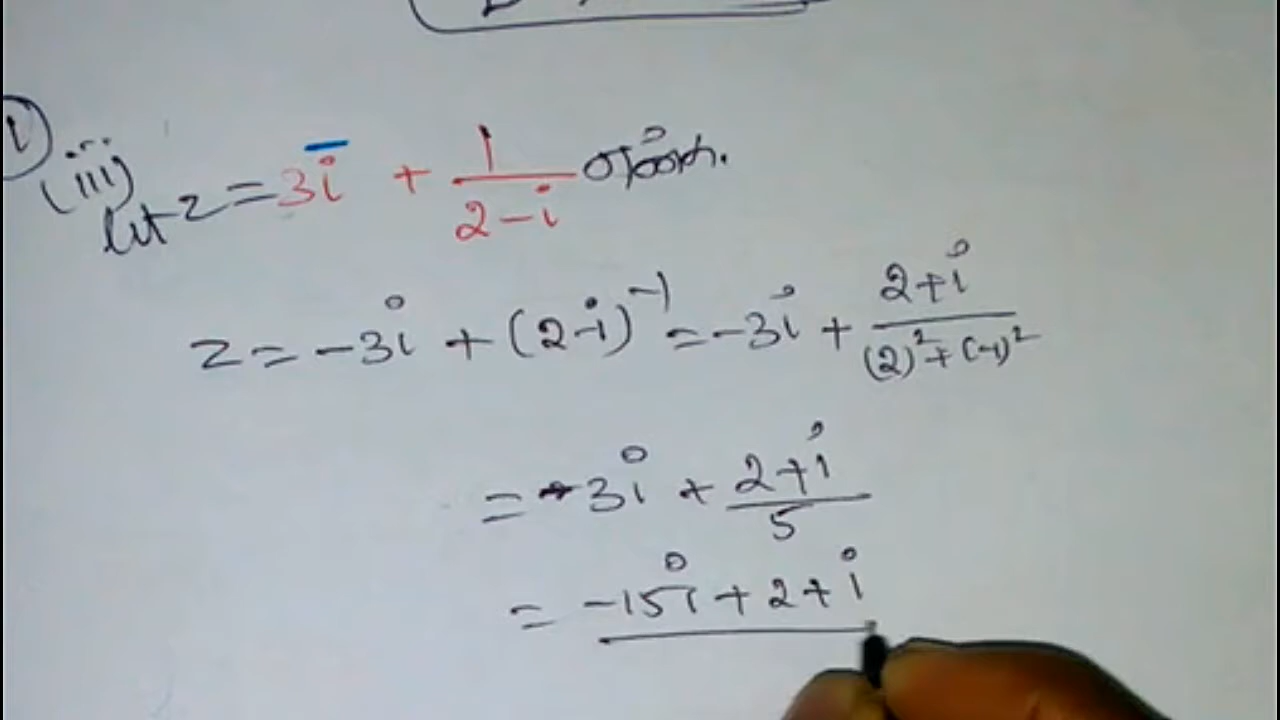 1) (iii)
let z = 3i̅ + 1/(2-i) என்க.
z = -3i + (2-i)⁻¹ = -3i + (2+i)/((2)²+(-1)²)
= -3i + (2+i)/5
= -15i + 2 + i